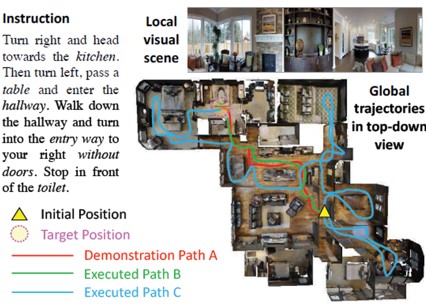 Instruction
Turn right and head
towards the kitchen.
Then turn left, pass a
table and enter the
hallway. Walk down
the hallway and turn
into the entry way to
your right without
doors. Stop in front
of the toilet.
Local
visual
scene
Global
trajectories
in top-down
view
Initial Position
Target Position
Demonstration Path A
Executed Path B
Executed Path C